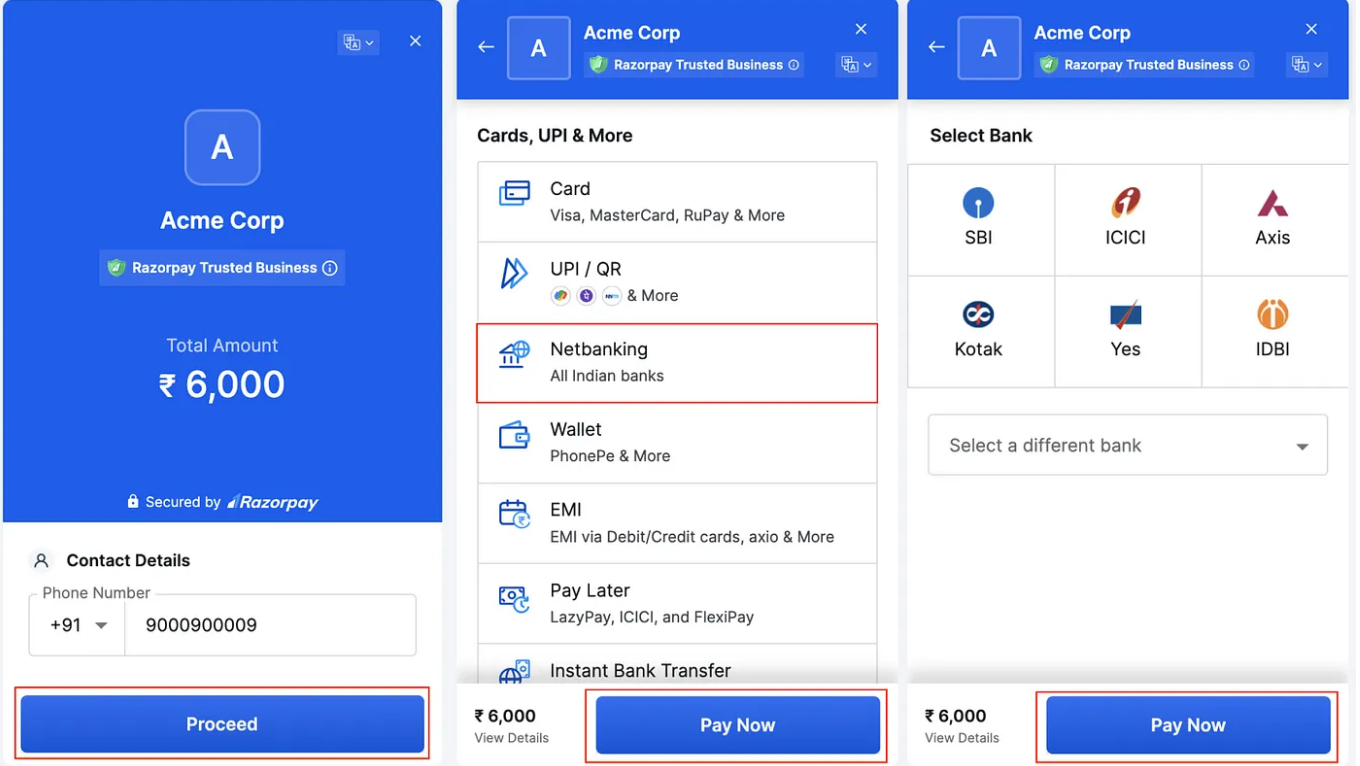 A
Acme Corp
Razorpay Trusted Business
Total Amount
₹ 6,000
Secured by Razorpay
Contact Details
Phone Number
+91 9000900009
Proceed
A
Acme Corp
Razorpay Trusted Business
Cards, UPI & More
Card
Visa, MasterCard, RuPay & More
UPI / QR
& More
Netbanking
All Indian banks
Wallet
PhonePe & More
EMI
EMI via Debit/Credit cards, axio & More
Pay Later
LazyPay, ICICI, and FlexiPay
Instant Bank Transfer
₹ 6,000
View Details
Pay Now
A
Acme Corp
Razorpay Trusted Business
Select Bank
SBI ICICI Axis
Kotak Yes IDBI
Select a different bank
₹ 6,000
View Details
Pay Now